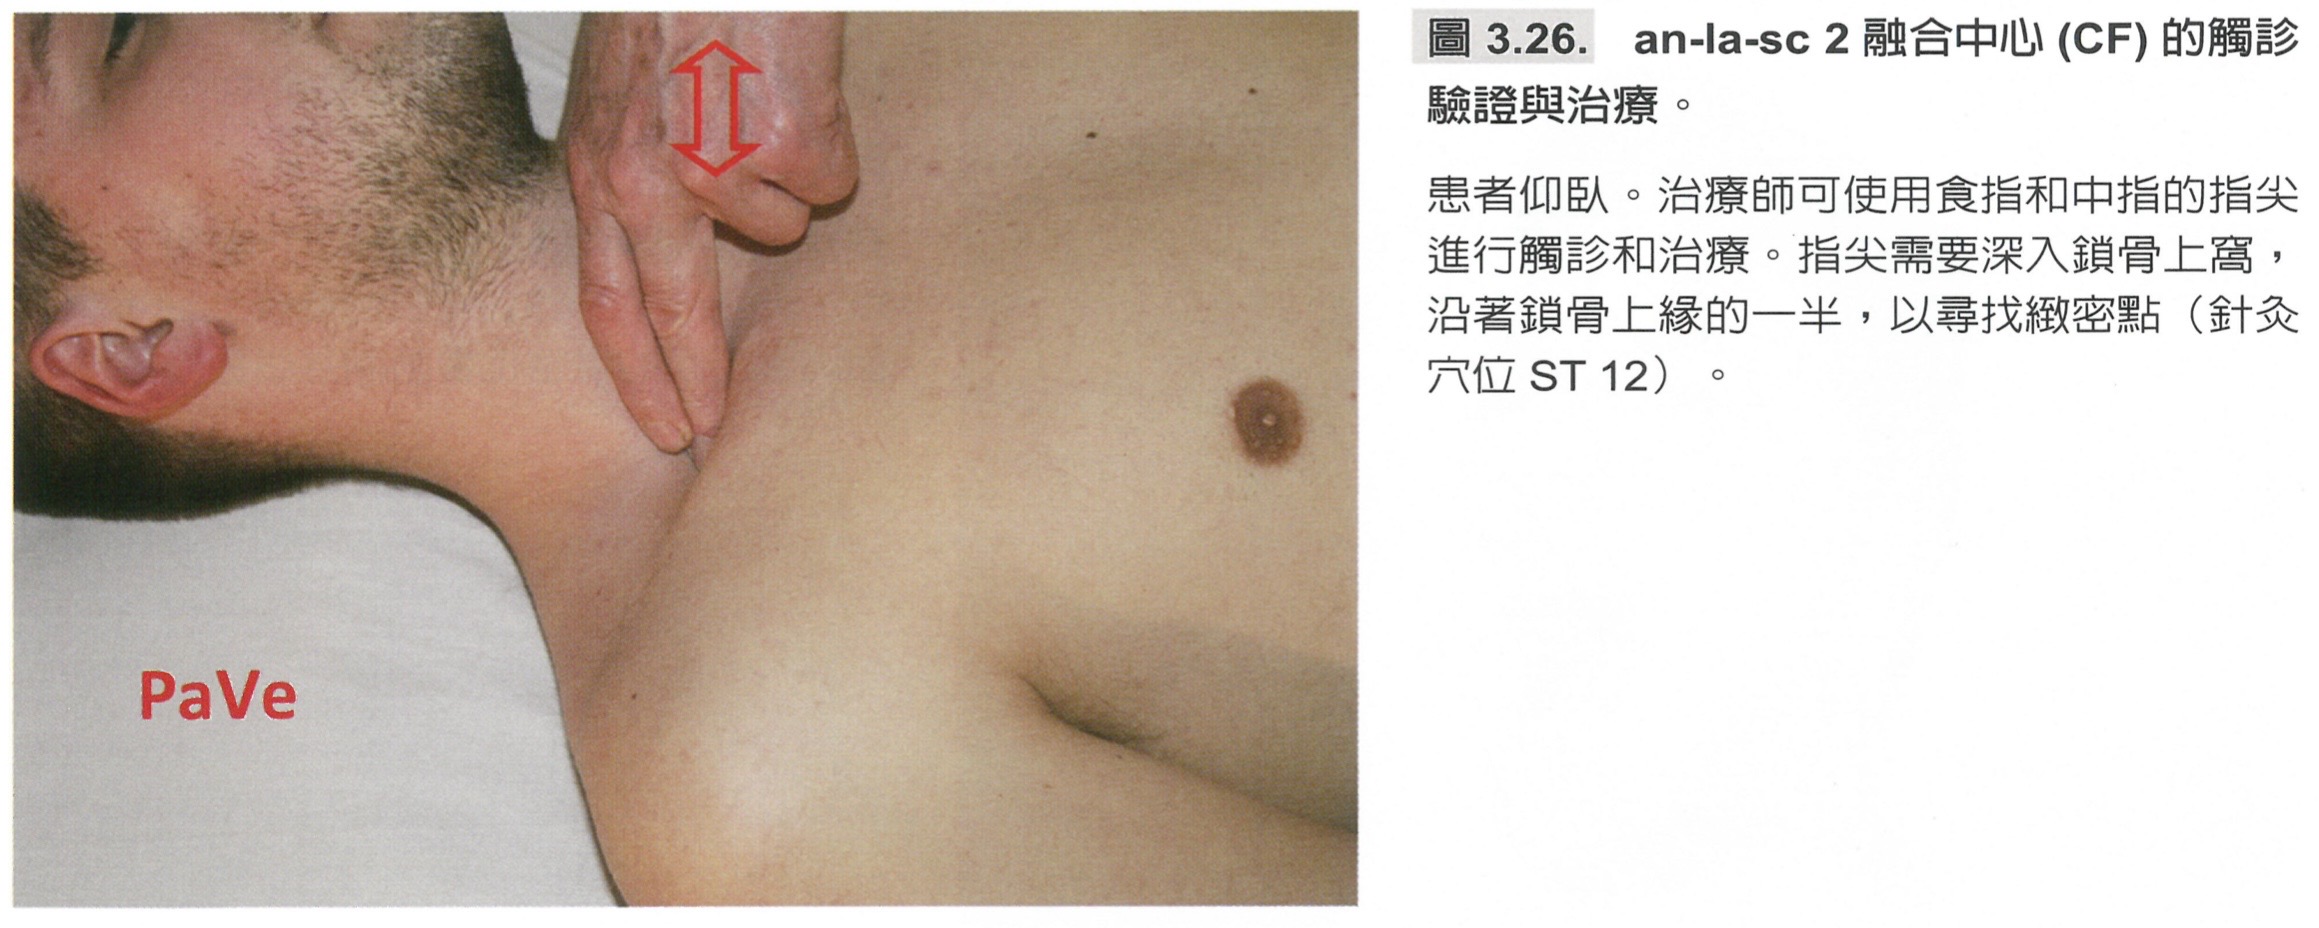 圖 3.26. an-la-sc 2 融合中心 (CF) 的觸診
驗證與治療。
患者仰臥。治療師可使用食指和中指的指尖
進行觸診和治療。指尖需要深入鎖骨上窩，
沿著鎖骨上緣的一半，以尋找緻密點（針灸
穴位 ST 12）。
PaVe